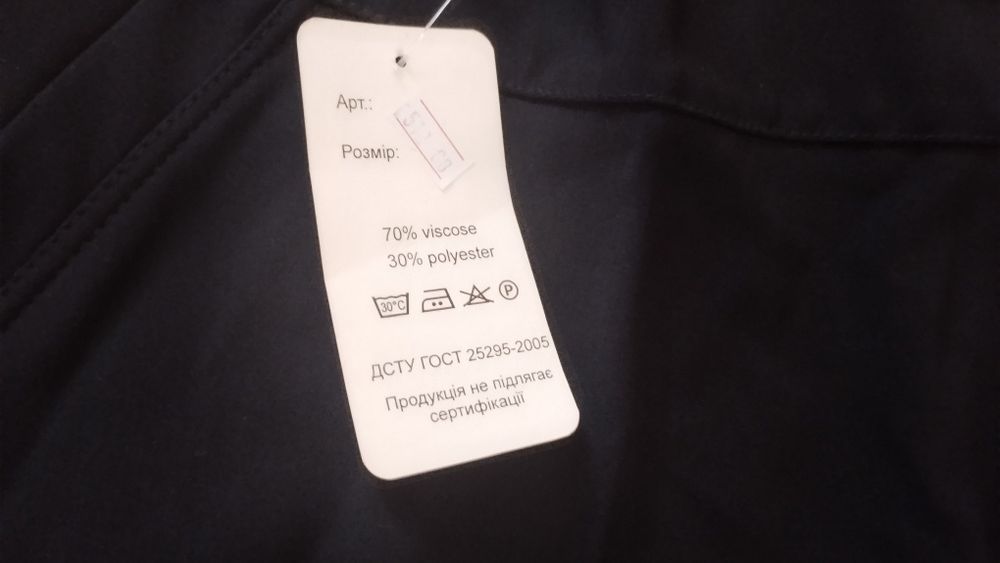 Арт.:
Розмір:
70% viscose
30% polyester
30°C
P
ДСТУ ГОСТ 25295-2005
Продукція не підлягає
сертифікації